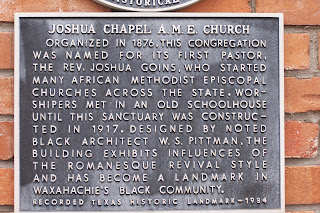 HISTORICAL
JOSHUA CHAPEL A.M.E. CHURCH
ORGANIZED IN 1876, THIS CONGREGATION
WAS NAMED FOR ITS FIRST PASTOR,
THE REV. JOSHUA GOINS, WHO STARTED
MANY AFRICAN METHODIST EPISCOPAL
CHURCHES ACROSS THE STATE. WOR-
SHIPERS MET IN AN OLD SCHOOLHOUSE
UNTIL THIS SANCTUARY WAS CONSTRUC-
TED IN 1917. DESIGNED BY NOTED
BLACK ARCHITECT W. S. PITTMAN, THE
BUILDING EXHIBITS INFLUENCES OF
THE ROMANESQUE REVIVAL STYLE
AND HAS BECOME A LANDMARK IN
WAXAHACHIE'S BLACK COMMUNITY.
RECORDED TEXAS HISTORIC LANDMARK-1984